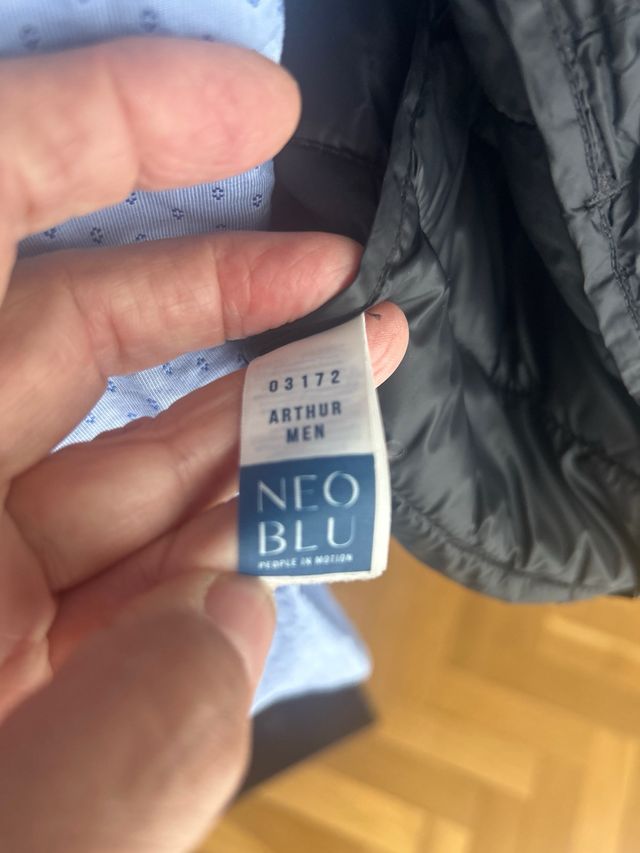 03172
ARTHUR
MEN
NEO
BLU
PEOPLE IN MOTION